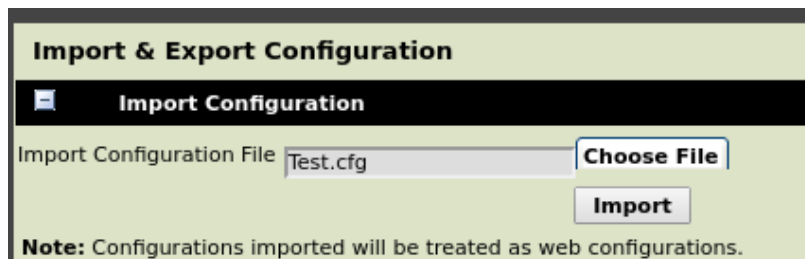 Import & Export Configuration
Import Configuration
Import Configuration File Test.cfg Choose File
Import
Note: Configurations imported will be treated as web configurations.